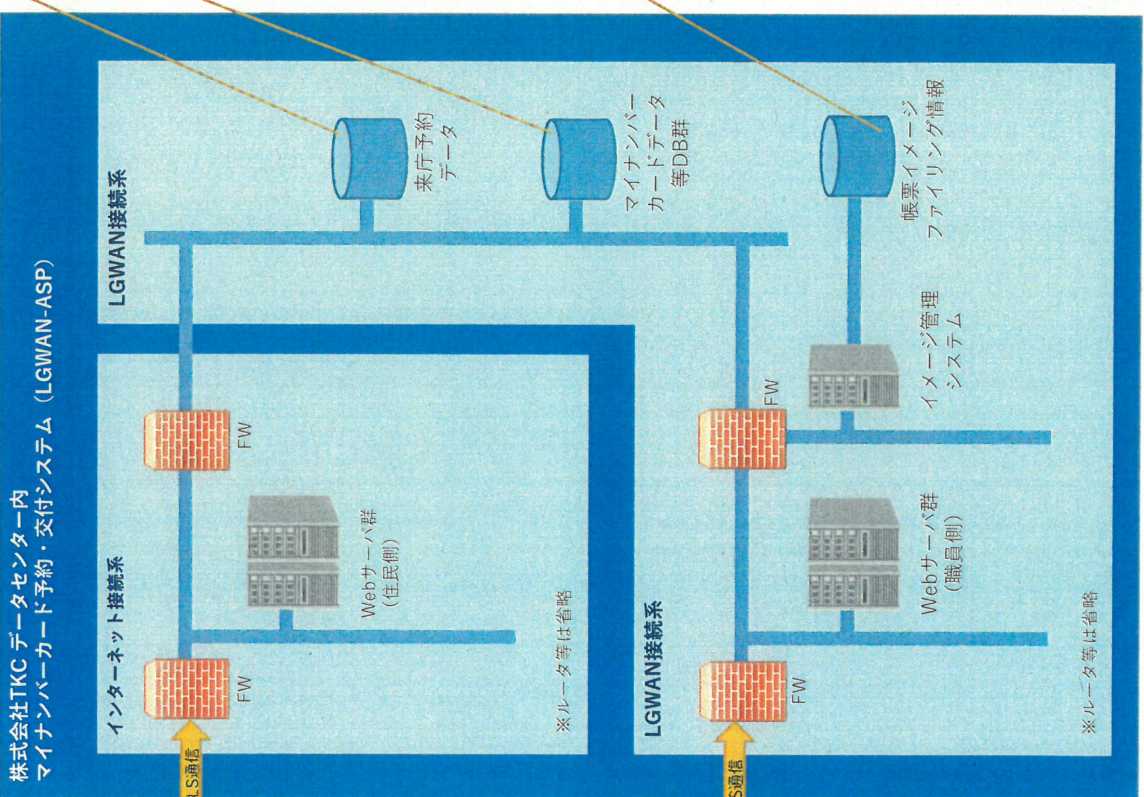 株式会社TKC データセンター内
マイナンバーカード予約・交付システム（LGWAN-ASP）
インターネット接続系
LGWAN接続系
LS通信
FW
FW
Webサーバ群
（住民側）
※ルータ等は省略
来庁予約
データ
マイナンバー
カードデータ
等DB群
LGWAN接続系
S通信
FW
FW
Webサーバ群
（職員側）
イメージ管理
システム
帳票イメージ
ファイリング情報
※ルータ等は省略